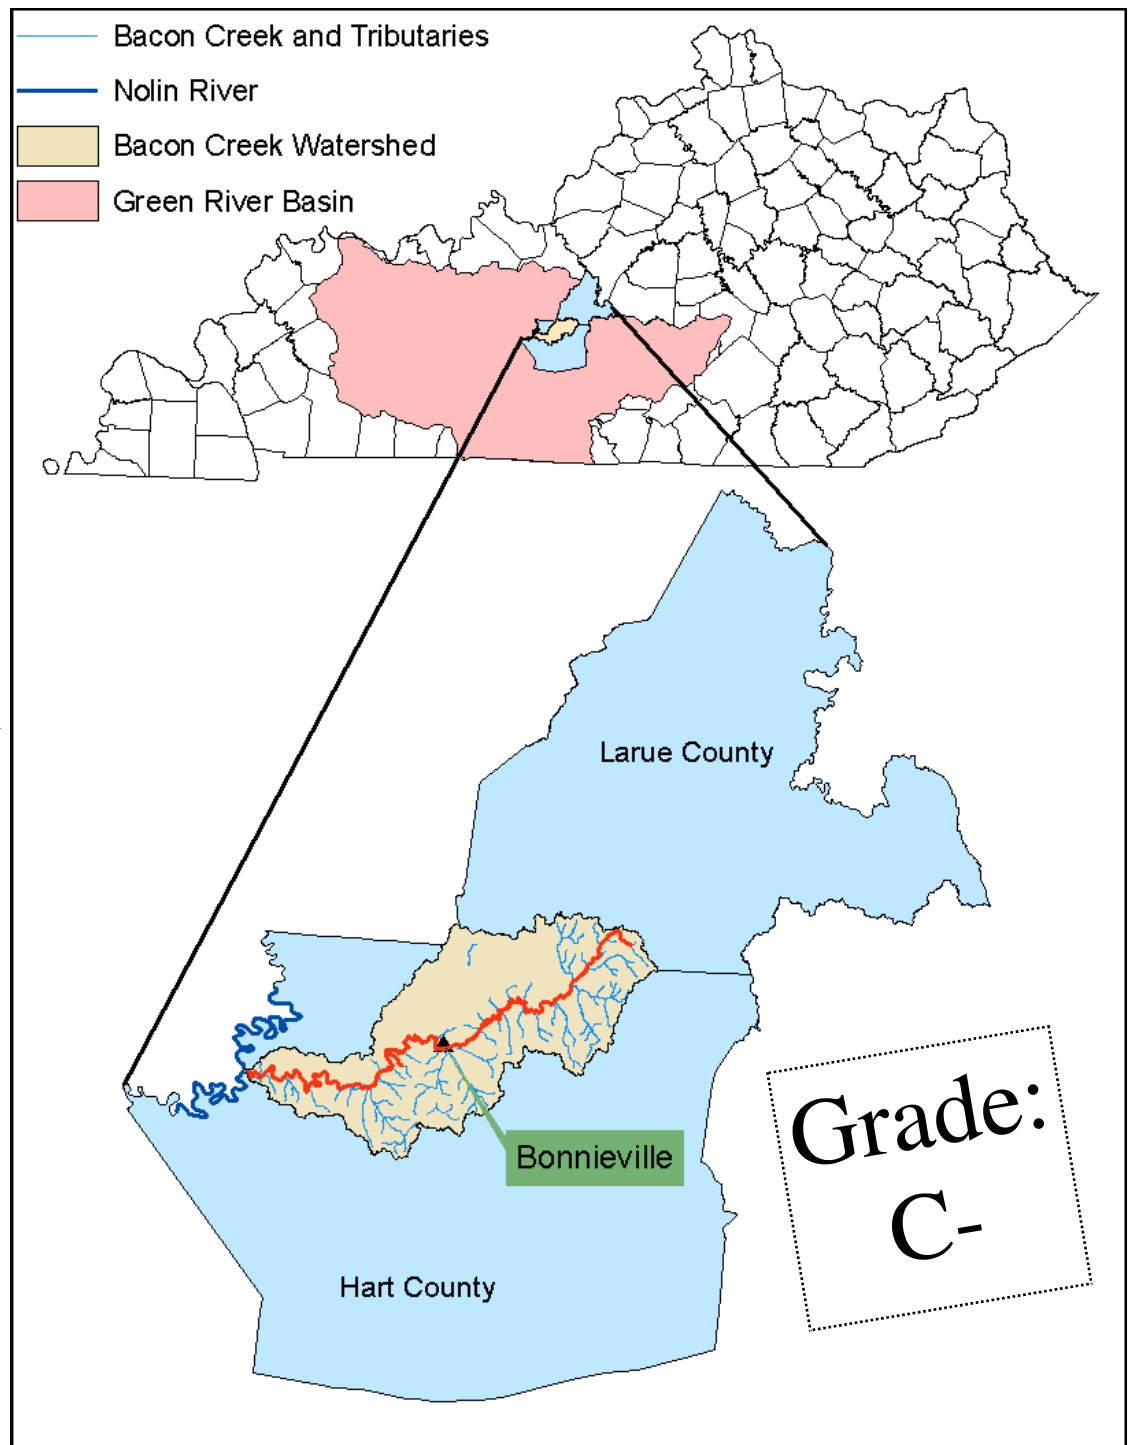 Bacon Creek and Tributaries
Nolin River
Bacon Creek Watershed
Green River Basin
Larue County
Bonnieville
Hart County
Grade:
C-